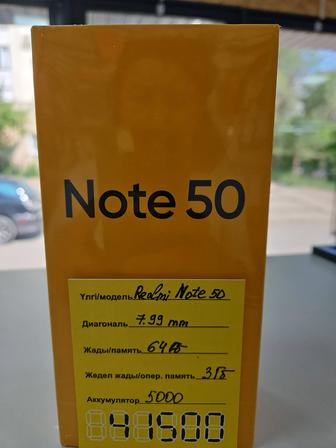 Note 50
Үлгі/модель Realmi Note 50
Диагональ 7.99 mm
Жады/память 64 Гб
Жедел жады/опер. память 3 Гб
Аккумулятор 5000
41500